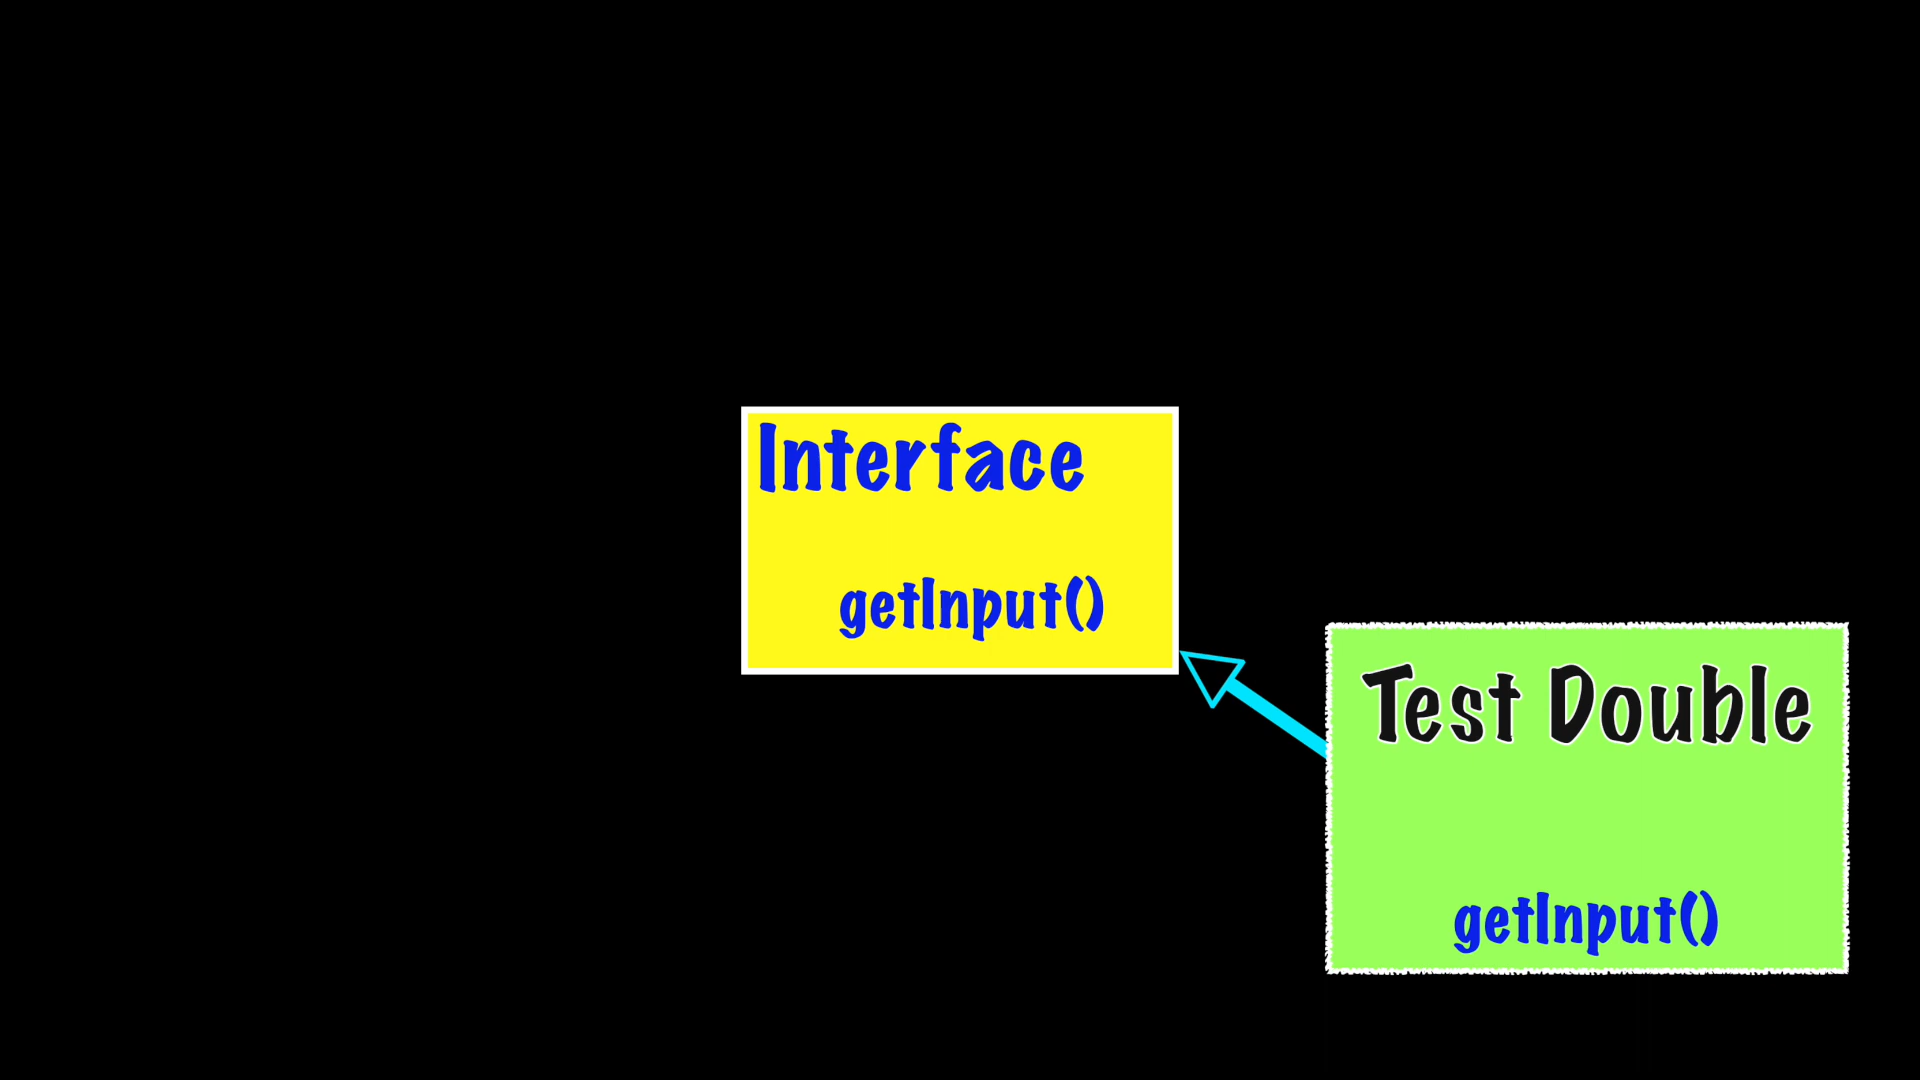 Interface
getInput()
Test Double
getInput()